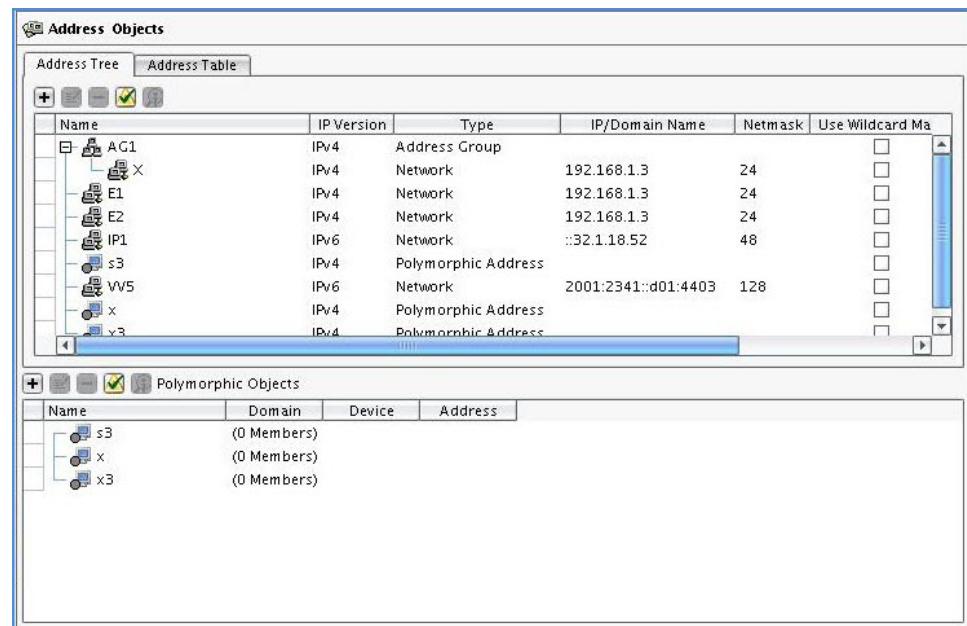 Address Objects
Address Tree Address Table
Name IP Version Type IP/Domain Name Netmask Use Wildcard Ma
AG1 IPv4 Address Group
X IPv4 Network 192.168.1.3 24
E1 IPv4 Network 192.168.1.3 24
E2 IPv4 Network 192.168.1.3 24
IP1 IPv6 Network ::32.1.18.52 48
s3 IPv4 Polymorphic Address
VV5 IPv6 Network 2001:2341::d01:4403 128
x IPv4 Polymorphic Address
x3 IPv4 Polymorphic Address
Polymorphic Objects
Name Domain Device Address
s3 (0 Members)
x (0 Members)
x3 (0 Members)